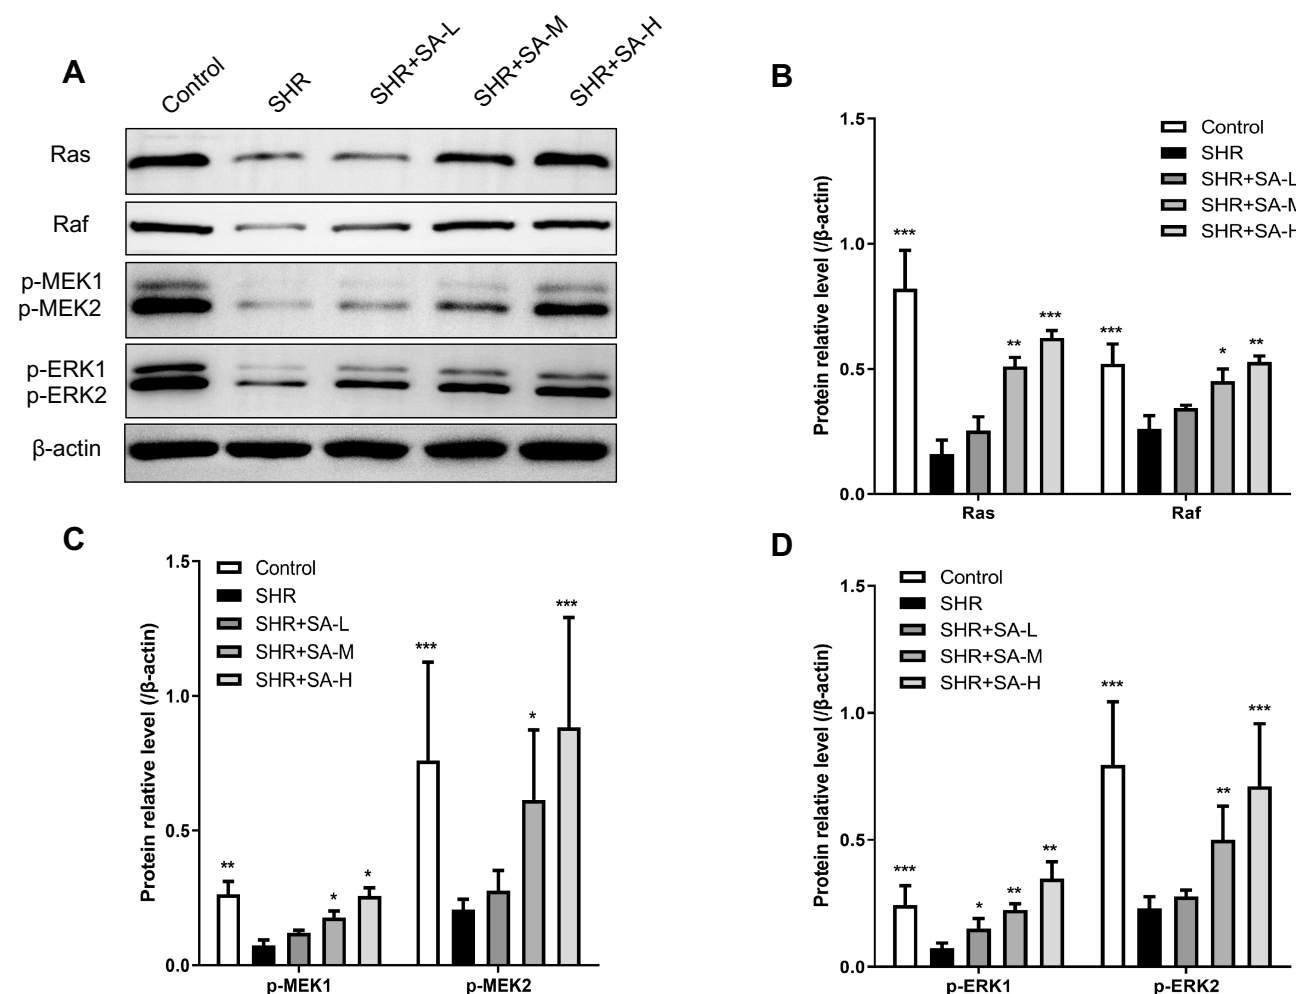 A
Control
SHR
SHR+SA-L
SHR+SA-M
SHR+SA-H
Ras
Raf
p-MEK1
p-MEK2
p-ERK1
p-ERK2
β-actin
B
Protein relative level (/β-actin)
1.5
1.0
0.5
0.0
Control
SHR
SHR+SA-L
SHR+SA-M
SHR+SA-H
***
**
***
***
*
**
Ras
Raf
C
Protein relative level (/β-actin)
1.5
1.0
0.5
0.0
Control
SHR
SHR+SA-L
SHR+SA-M
SHR+SA-H
**
*
*
***
*
***
p-MEK1
p-MEK2
D
Protein relative level (/β-actin)
1.5
1.0
0.5
0.0
Control
SHR
SHR+SA-L
SHR+SA-M
SHR+SA-H
***
*
**
**
***
**
***
p-ERK1
p-ERK2